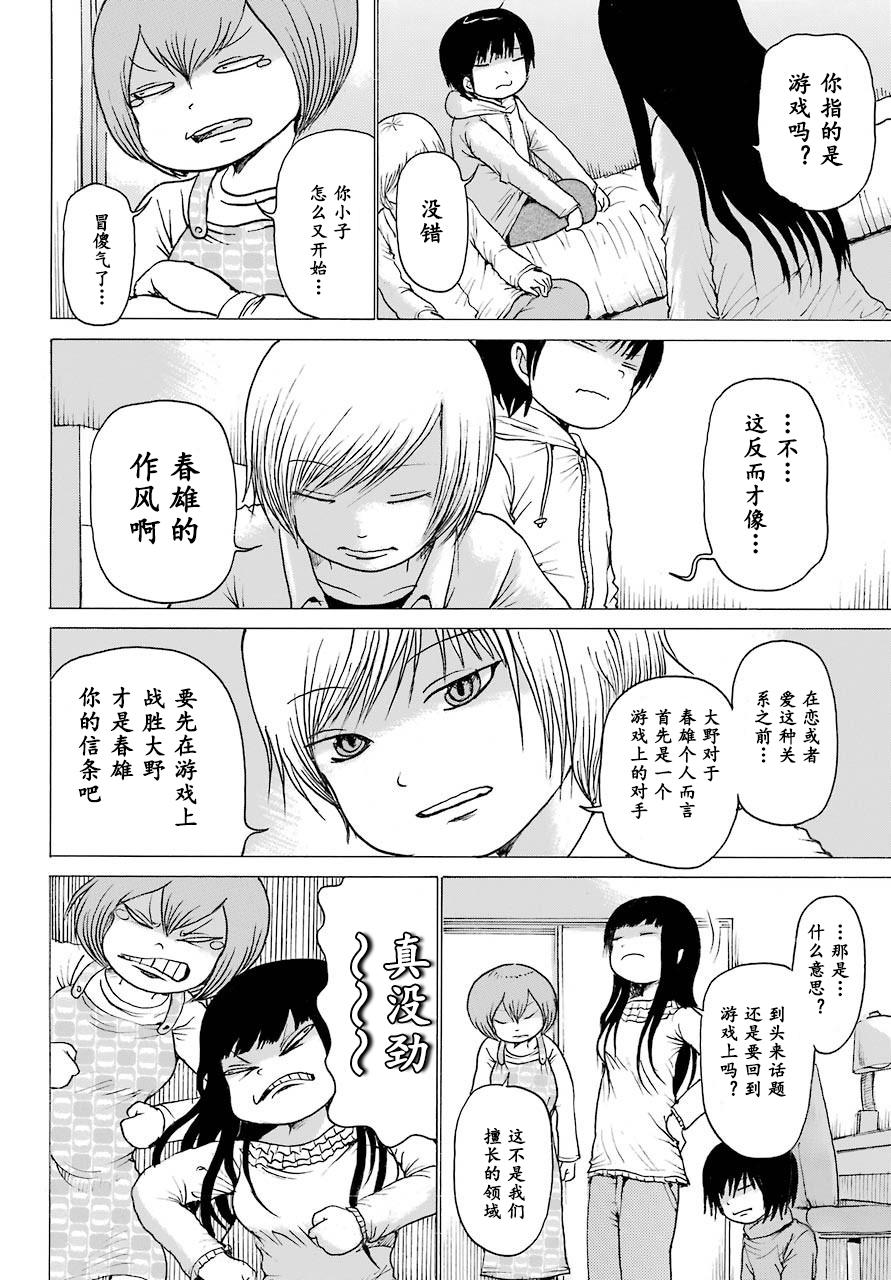 你指的是
游戏吗？
没错
你小子
怎么又开始…
冒傻气了…
…不…
这反而才像…
春雄的
作风啊
在恋或者
爱这种关
系之前…
大野对于
春雄个人而言
首先是一个
游戏上的对手
要先在游戏上
战胜大野
才是春雄
你的信条吧
…那是…
什么意思？
到头来话题
还是要回到
游戏上吗？
这不是我们
擅长的领域
真没劲～～～～